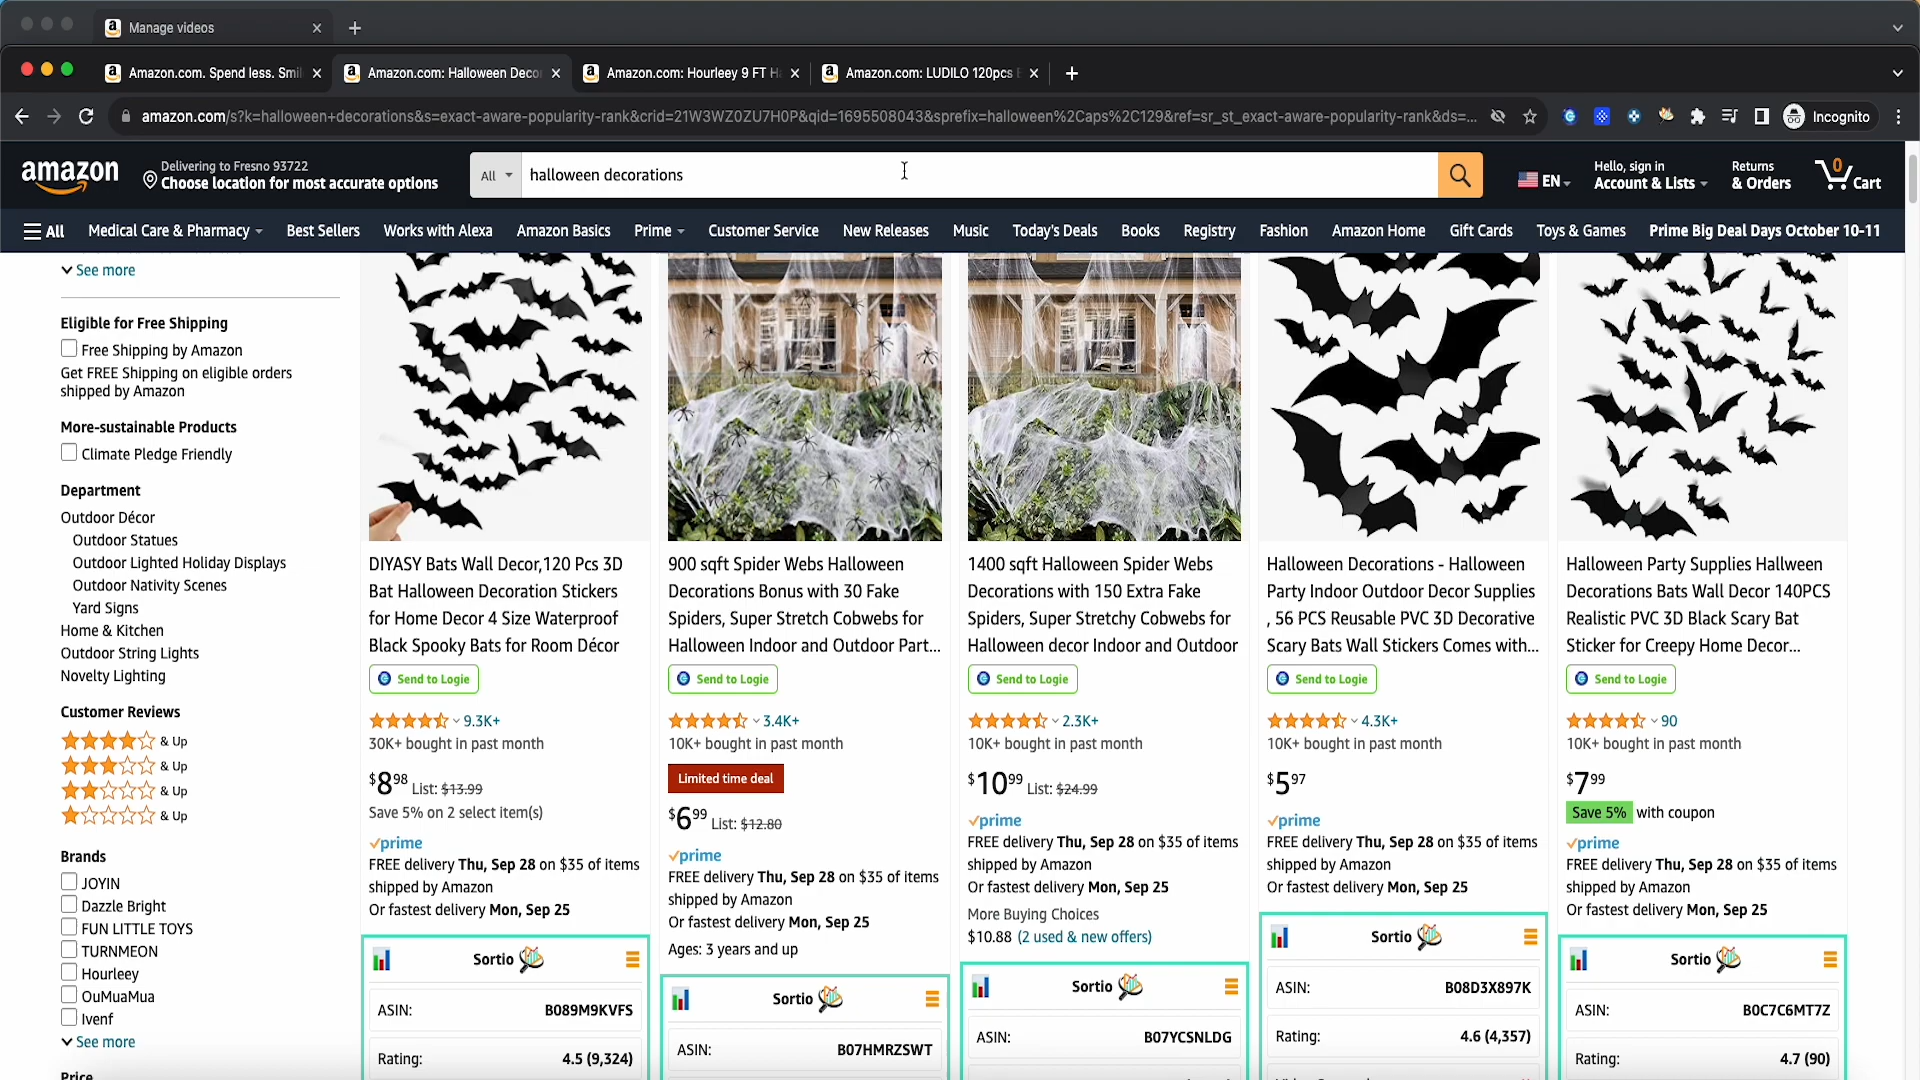 Manage videos
Amazon.com. Spend less. Smil
Amazon.com: Halloween Deco
Amazon.com: Hourley 9 FT H
Amazon.com: LUDILO 120pcs
amazon.com/s?k=halloween+decorations&s=exact-aware-popularity-rank&crid=21W3WZ0ZU7H0P&qid=1695508043&sprefix=halloween%2Caps%2C129&ref=sr_st_exact-aware-popularity-rank&ds=...
Incognito
amazon
Delivering to Fresno 93722
Choose location for most accurate options
All
halloween decorations
EN
Hello, sign in
Account & Lists
Returns
& Orders
0
Cart
All
Medical Care & Pharmacy
Best Sellers
Works with Alexa
Amazon Basics
Prime
Customer Service
New Releases
Music
Today's Deals
Books
Registry
Fashion
Amazon Home
Gift Cards
Toys & Games
Prime Big Deal Days October 10-11
See more
Eligible for Free Shipping
Free Shipping by Amazon
Get FREE Shipping on eligible orders
shipped by Amazon
More-sustainable Products
Climate Pledge Friendly
Department
Outdoor Décor
Outdoor Statues
Outdoor Lighted Holiday Displays
Outdoor Nativity Scenes
Yard Signs
Home & Kitchen
Outdoor String Lights
Novelty Lighting
Customer Reviews
& Up
& Up
& Up
& Up
Brands
JOYIN
Dazzle Bright
FUN LITTLE TOYS
TURNMEON
Hourleey
OuMuaMua
Ivenf
See more
Price
DIYASY Bats Wall Decor,120 Pcs 3D
Bat Halloween Decoration Stickers
for Home Decor 4 Size Waterproof
Black Spooky Bats for Room Décor
Send to Logie
9.3K+
30K+ bought in past month
$8 98 List: $13.99
Save 5% on 2 select item(s)
prime
FREE delivery Thu, Sep 28 on $35 of items
shipped by Amazon
Or fastest delivery Mon, Sep 25
Sortio
ASIN: B089M9KVFS
Rating: 4.5 (9,324)
900 sqft Spider Webs Halloween
Decorations Bonus with 30 Fake
Spiders, Super Stretch Cobwebs for
Halloween Indoor and Outdoor Part...
Send to Logie
3.4K+
10K+ bought in past month
Limited time deal
$6 99 List: $12.80
prime
FREE delivery Thu, Sep 28 on $35 of items
shipped by Amazon
Or fastest delivery Mon, Sep 25
Ages: 3 years and up
Sortio
ASIN: B07HMRZSWT
1400 sqft Halloween Spider Webs
Decorations with 150 Extra Fake
Spiders, Super Stretchy Cobwebs for
Halloween decor Indoor and Outdoor
Send to Logie
2.3K+
10K+ bought in past month
$10 99 List: $24.99
prime
FREE delivery Thu, Sep 28 on $35 of items
shipped by Amazon
Or fastest delivery Mon, Sep 25
More Buying Choices
$10.88 (2 used & new offers)
Sortio
ASIN: B07YCSNLDG
Halloween Decorations - Halloween
Party Indoor Outdoor Decor Supplies
, 56 PCS Reusable PVC 3D Decorative
Scary Bats Wall Stickers Comes with...
Send to Logie
4.3K+
10K+ bought in past month
$5 97
prime
FREE delivery Thu, Sep 28 on $35 of items
shipped by Amazon
Or fastest delivery Mon, Sep 25
Sortio
ASIN: B08D3X897K
Rating: 4.6 (4,357)
Halloween Party Supplies Hallween
Decorations Bats Wall Decor 140PCS
Realistic PVC 3D Black Scary Bat
Sticker for Creepy Home Decor...
Send to Logie
90
10K+ bought in past month
$7 99
Save 5% with coupon
prime
FREE delivery Thu, Sep 28 on $35 of items
shipped by Amazon
Or fastest delivery Mon, Sep 25
Sortio
ASIN: B0C7C6MT7Z
Rating: 4.7 (90)